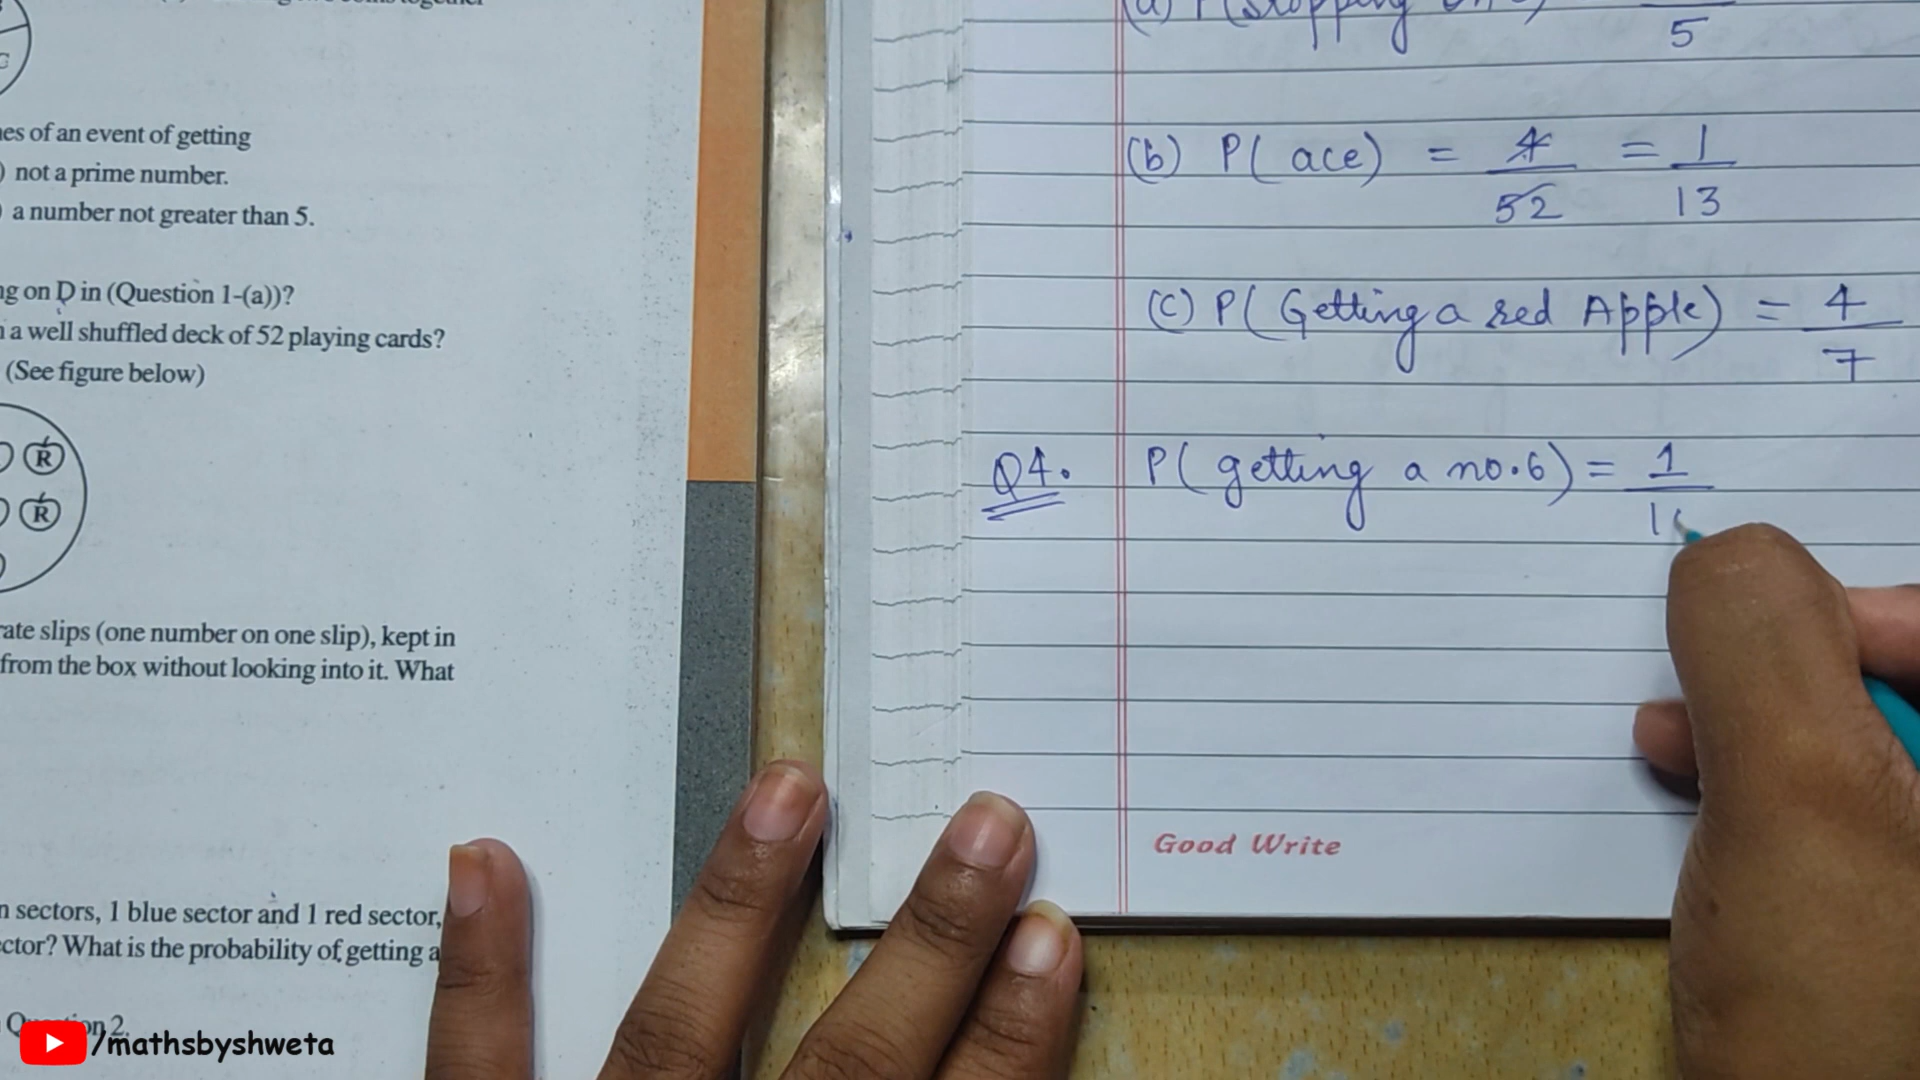 es of an event of getting
) not a prime number.
) a number not greater than 5.
g on D in (Question 1-(a))?
a well shuffled deck of 52 playing cards?
(See figure below)
R
R
rate slips (one number on one slip), kept in
from the box without looking into it. What
n sectors, 1 blue sector and 1 red sector,
ctor? What is the probability of getting a
2.
/mathsbyshweta
5
(b) P( ace) = 4/52 = 1/13
(c) P( Getting a red Apple) = 4/7
Q4. P( getting a no.6) = 1/1
Good Write